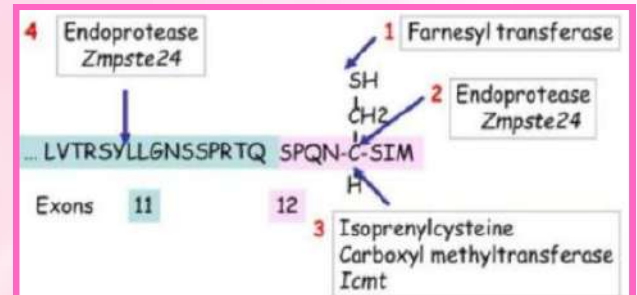 4 Endoprotease
Zmpste24
1 Farnesyl transferase
SH
CH2
2 Endoprotease
Zmpste24
... LVTRSYLLGNSSPRTQ SPQN-C-SIM
H
Exons 11 12
3 Isoprenylcysteine
Carboxyl methyltransferase
Icmt